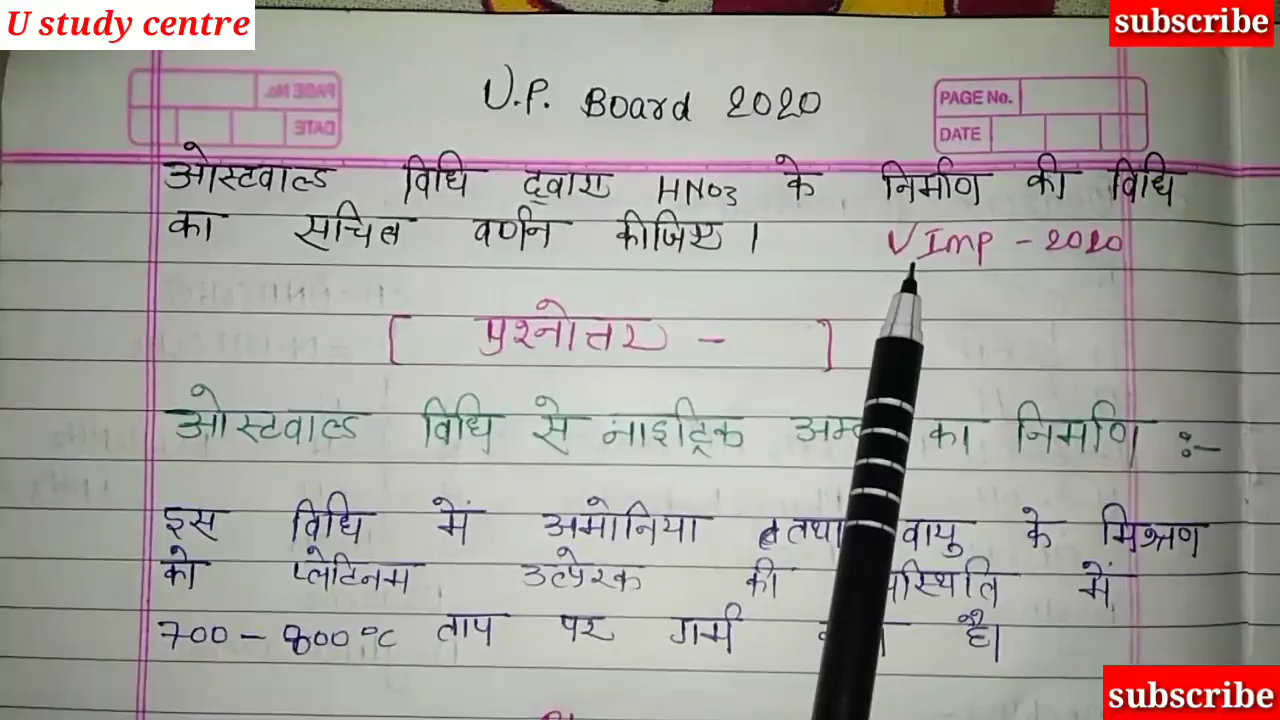 U study centre
subscribe
U.P. Board 2020
PAGE No.
DATE
ओस्टवाल्ड विधि द्वारा HNO3 के निर्माण की विधि
का सचित्र वर्णन कीजिए ।
VImp - 2020
[ प्रश्नोत्तर - ]
ओस्टवाल्ड विधि से नाइट्रिक का निर्माण :-
इस विधि में अमोनिया तथा वायु के मिश्रण
को प्लेटिनम उत्प्रेरक की में
700-800°C ताप पर गर्म है।
subscribe